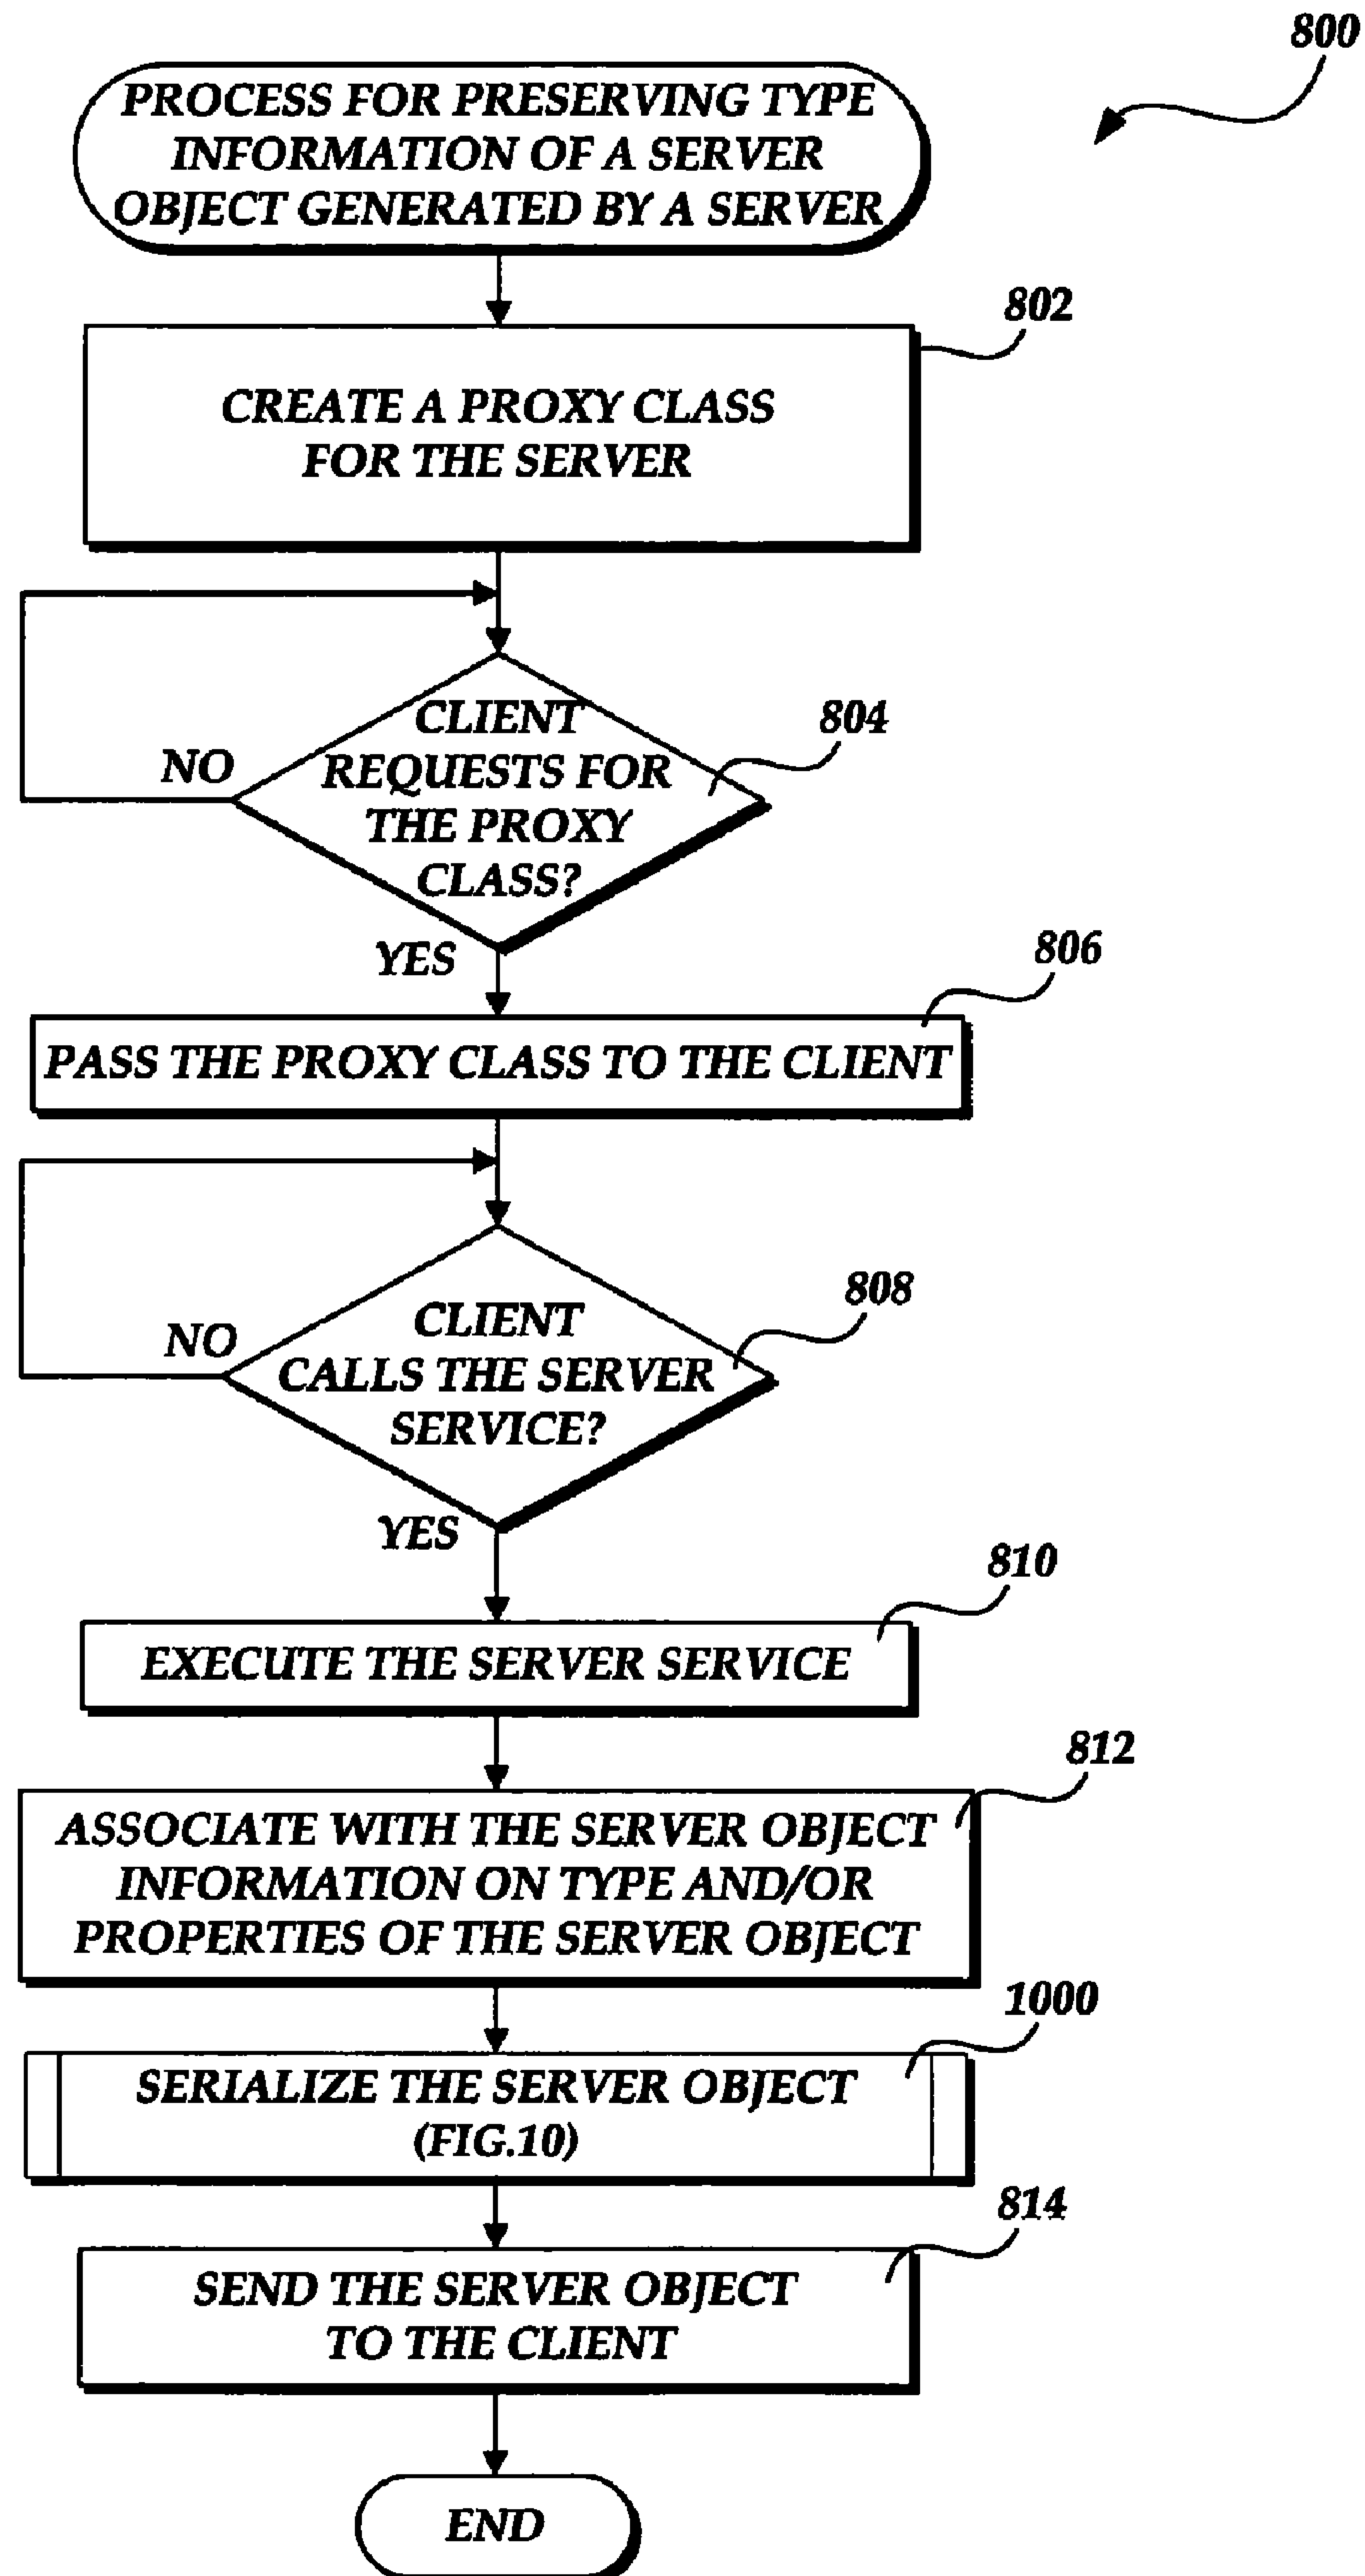 800
PROCESS FOR PRESERVING TYPE
INFORMATION OF A SERVER
OBJECT GENERATED BY A SERVER
802
CREATE A PROXY CLASS
FOR THE SERVER
804
CLIENT
REQUESTS FOR
THE PROXY
CLASS?
NO
YES
806
PASS THE PROXY CLASS TO THE CLIENT
808
CLIENT
CALLS THE SERVER
SERVICE?
NO
YES
810
EXECUTE THE SERVER SERVICE
812
ASSOCIATE WITH THE SERVER OBJECT
INFORMATION ON TYPE AND/OR
PROPERTIES OF THE SERVER OBJECT
1000
SERIALIZE THE SERVER OBJECT
(FIG.10)
814
SEND THE SERVER OBJECT
TO THE CLIENT
END